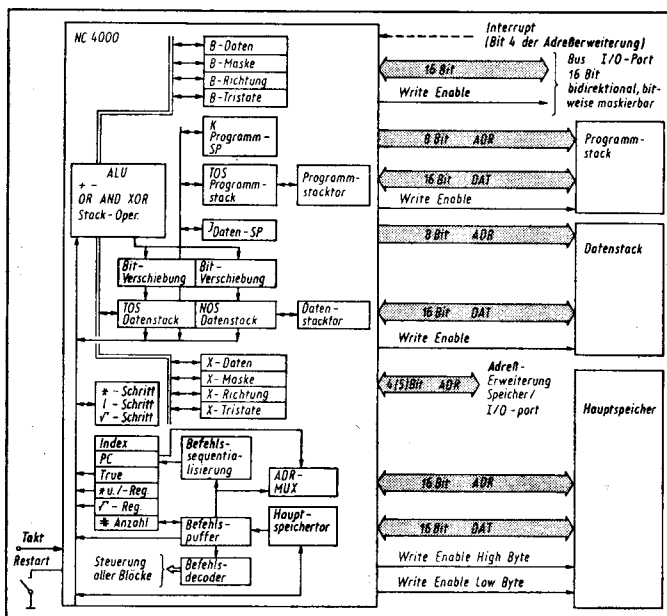 NC 4000
B-Daten
B-Maske
B-Richtung
B-Tristate
K
Programm-
SP
ALU
+ -
OR AND XOR
Stack-Oper.
TOS
Programm-
stack
Programm-
stacktor
J Daten-SP
Bit-
Verschiebung
Bit-
Verschiebung
TOS
Datenstack
NOS
Datenstack
Daten-
stacktor
X-Daten
X-Maske
X-Richtung
X-Tristate
* - Schritt
/ - Schritt
√ - Schritt
Index
PC
True
* u./-Reg.
√ - Reg.
* Anzahl
Befehls-
sequentia-
lisierung
ADR-
MUX
Befehls-
puffer
Haupt-
speichertor
Steuerung
aller Blöcke
Befehls-
decoder
Takt
Restart
Interrupt
(Bit 4 der Adreßerweiterung)
16 Bit
Write Enable
Bus I/O-Port
16 Bit
bidirektional, bit-
weise maskierbar
8 Bit ADR
16 Bit DAT
Write Enable
Programm-
stack
8 Bit ADR
16 Bit DAT
Write Enable
Datenstack
4(5)Bit ADR
Adreß-
Erweiterung
Speicher/
I/O-port
Hauptspeicher
16 Bit ADR
16 Bit DAT
Write Enable High Byte
Write Enable Low Byte